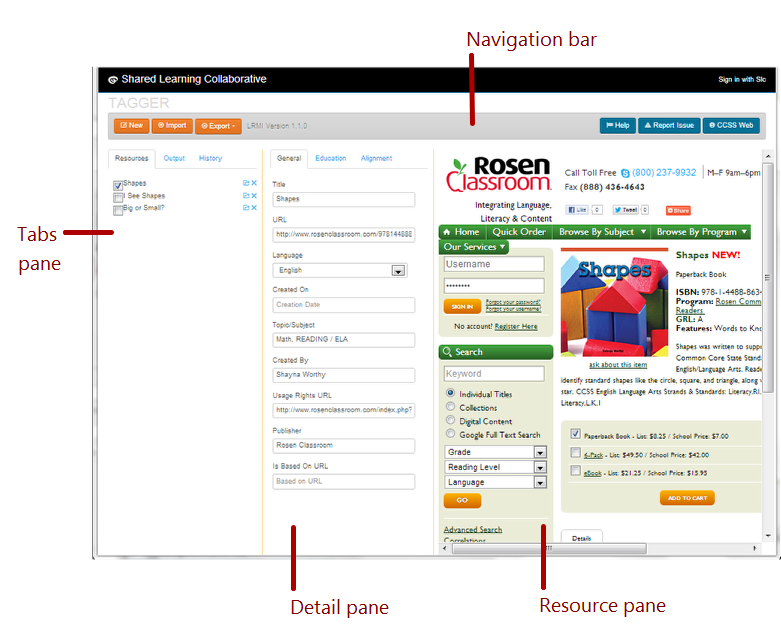 Navigation bar
Shared Learning Collaborative
Sign in with Slc
TAGGER
New
Import
Export
LRMI Version 1.1.0
Help
Report Issue
CCSS Web
Resources
Output
History
Shapes
I See Shapes
Big or Small?
Tabs
pane
General
Education
Alignment
Title
Shapes
URL
http://www.rosenclassroom.com/978144888
Language
English
Created On
Creation Date
Topic/Subject
Math, READING / ELA
Created By
Shayna Worthy
Usage Rights URL
http://www.rosenclassroom.com/index.php?
Publisher
Rosen Classroom
Is Based On URL
Based on URL
Rosen
Classroom
Integrating Language,
Literacy & Content
Call Toll Free (800) 237-9932
M–F 9am–6pm
Fax (888) 436-4643
Like 0
Tweet 0
Share
Home
Quick Order
Browse By Subject
Browse By Program
Our Services
Username
••••••••
SIGN IN
Forgot your password?
Forgot your username?
No account? Register Here
Search
Keyword
Individual Titles
Collections
Digital Content
Google Full Text Search
Grade
Reading Level
Language
GO
Advanced Search
Correlations
Shapes
ask about this item
Shapes NEW!
Paperback Book
ISBN: 978-1-4488-863-
Program: Rosen Comm
Readers
GRL: A
Features: Words to Kno
Shapes was written to suppo
Common Core State Stand
English/Language Arts. Reade
identify standard shapes like the circle, square, and triangle, along w
star. CCSS English Language Arts Strands & Standards: Literacy.RI.
Literacy.L.K.1
Paperback Book - List: $8.25 / School Price: $7.00
6-Pack - List: $49.50 / School Price: $42.00
eBook - List: $21.25 / School Price: $15.95
ADD TO CART
Details
Detail pane
Resource pane